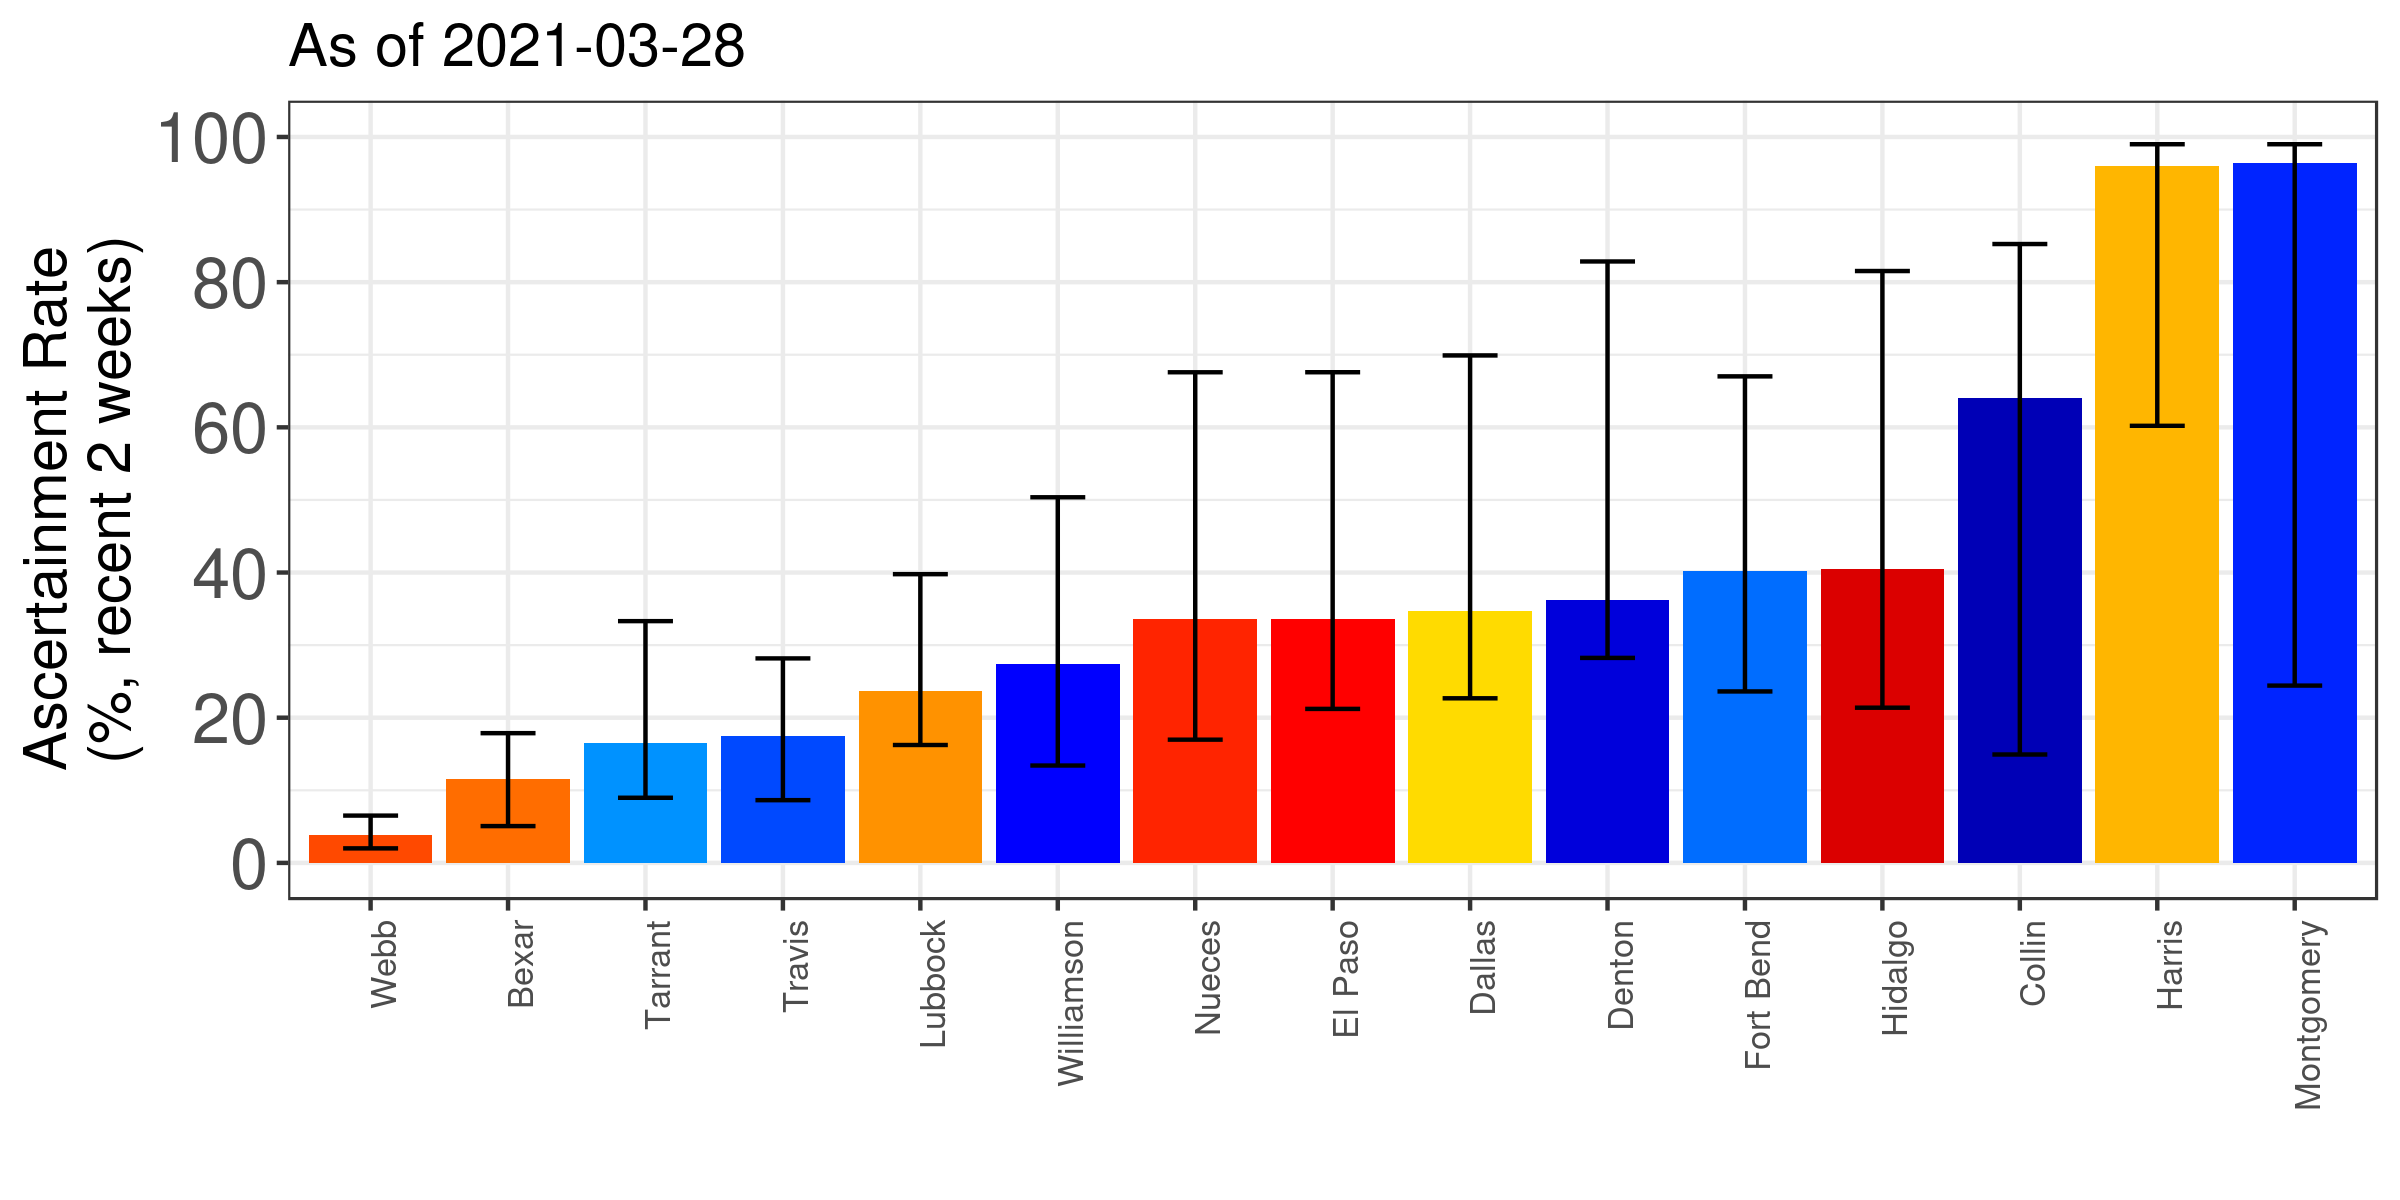 As of 2021-03-28
Ascertainment Rate
(%, recent 2 weeks)
100
80
60
40
20
0
Webb
Bexar
Tarrant
Travis
Lubbock
Williamson
Nueces
El Paso
Dallas
Denton
Fort Bend
Hidalgo
Collin
Harris
Montgomery